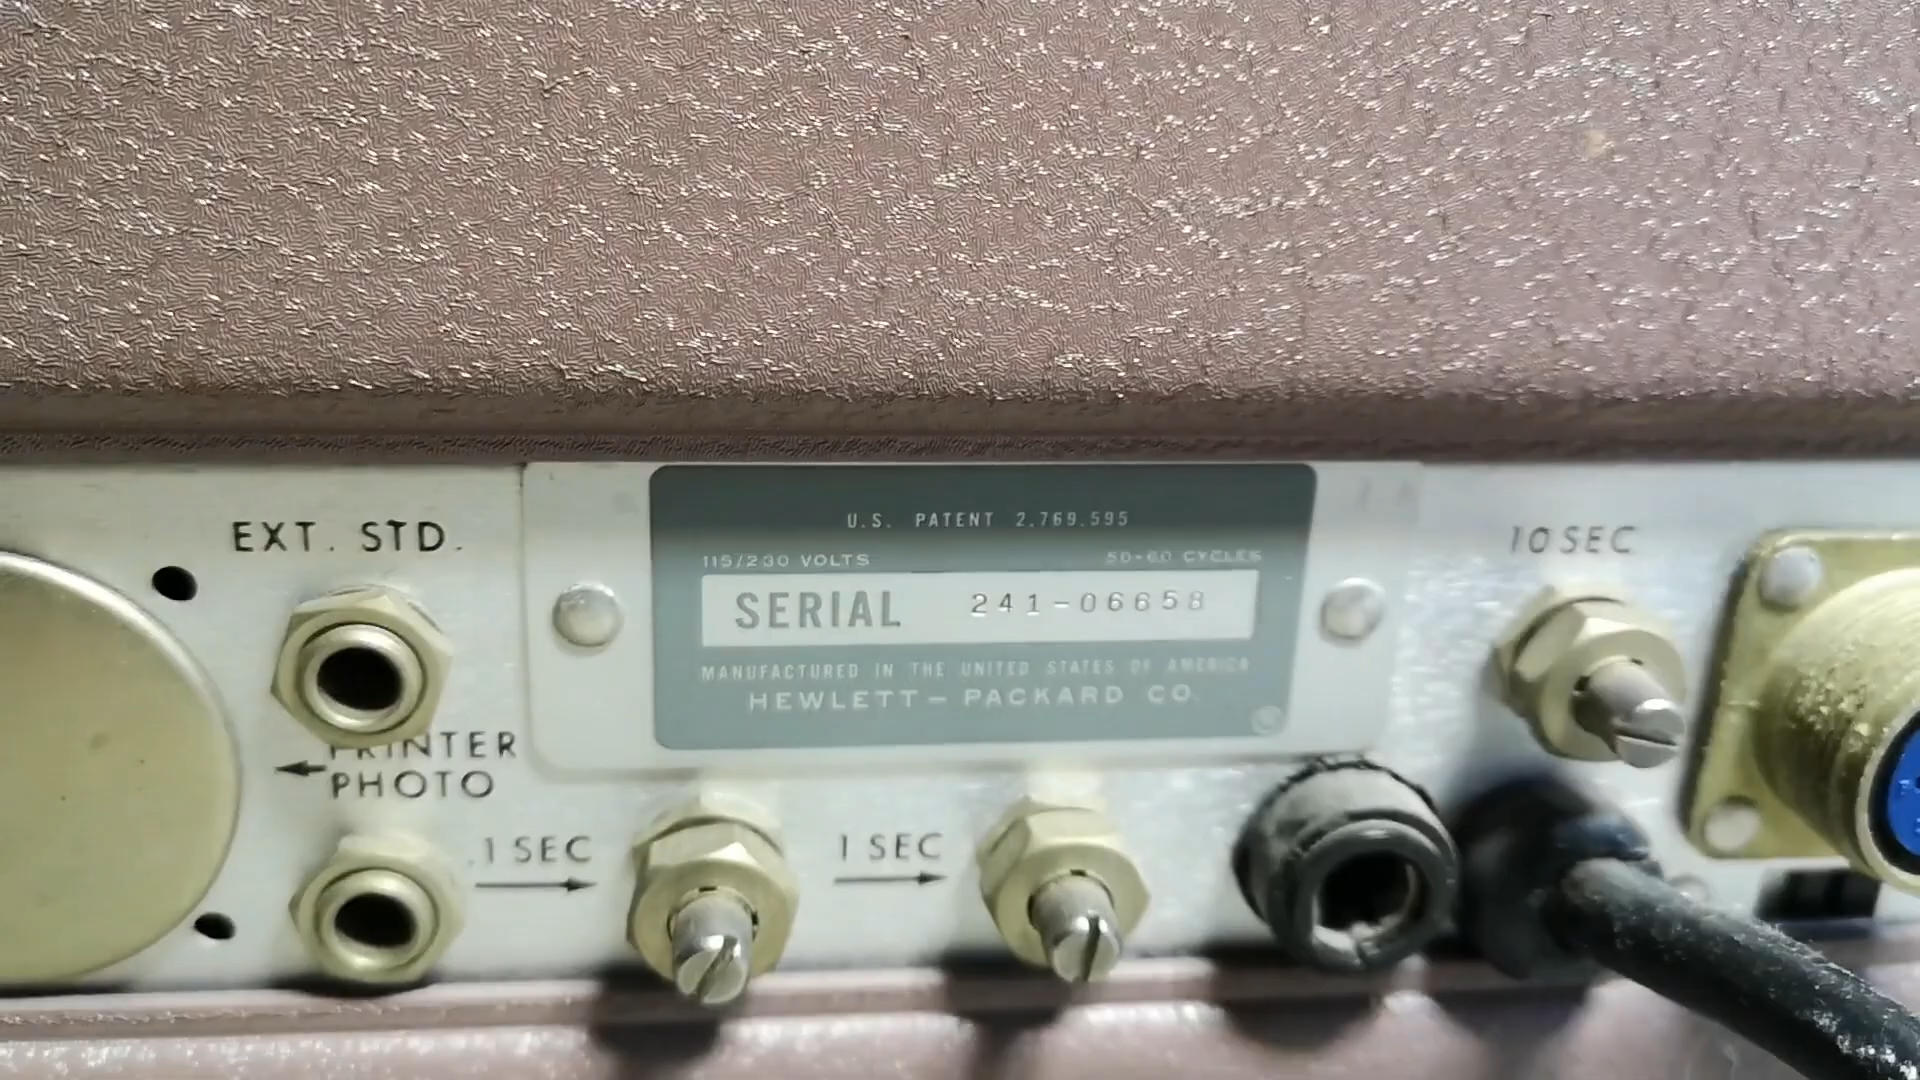 EXT. STD.
U.S. PATENT 2.769.595
115/230 VOLTS 50-60 CYCLES
SERIAL 241-06658
MANUFACTURED IN THE UNITED STATES OF AMERICA
HEWLETT-PACKARD CO.
10 SEC
PRINTER
PHOTO
.1 SEC
1 SEC